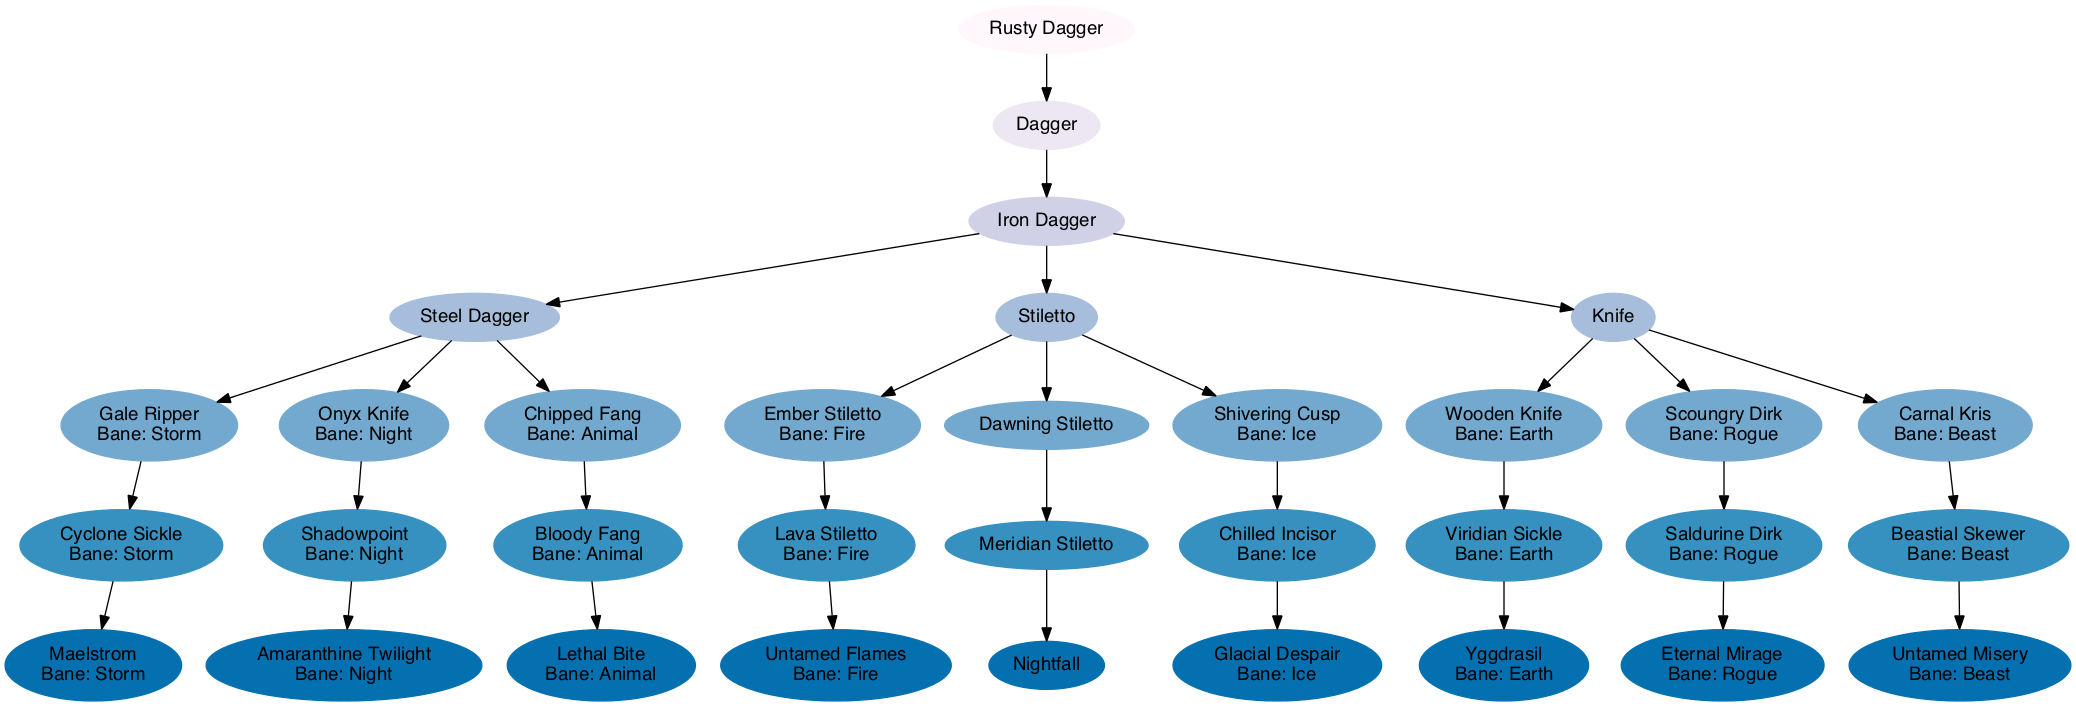 Rusty Dagger
Dagger
Iron Dagger
Steel Dagger
Stiletto
Knife
Gale Ripper
Bane: Storm
Onyx Knife
Bane: Night
Chipped Fang
Bane: Animal
Ember Stiletto
Bane: Fire
Dawning Stiletto
Shivering Cusp
Bane: Ice
Wooden Knife
Bane: Earth
Scoungry Dirk
Bane: Rogue
Carnal Kris
Bane: Beast
Cyclone Sickle
Bane: Storm
Shadowpoint
Bane: Night
Bloody Fang
Bane: Animal
Lava Stiletto
Bane: Fire
Meridian Stiletto
Chilled Incisor
Bane: Ice
Viridian Sickle
Bane: Earth
Saldurine Dirk
Bane: Rogue
Beastial Skewer
Bane: Beast
Maelstrom
Bane: Storm
Amaranthine Twilight
Bane: Night
Lethal Bite
Bane: Animal
Untamed Flames
Bane: Fire
Nightfall
Glacial Despair
Bane: Ice
Yggdrasil
Bane: Earth
Eternal Mirage
Bane: Rogue
Untamed Misery
Bane: Beast